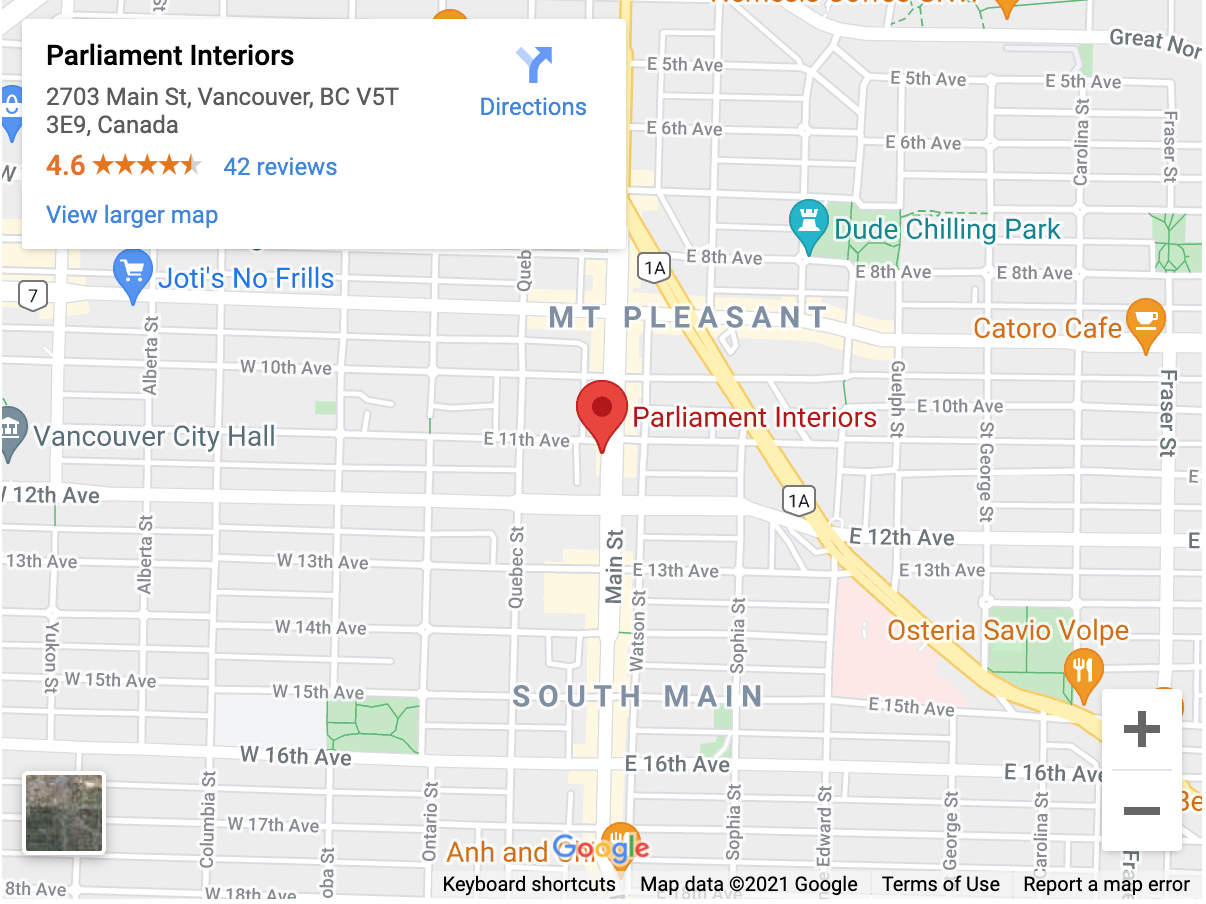 Great Nor
Parliament Interiors
2703 Main St, Vancouver, BC V5T
3E9, Canada
4.6
42 reviews
View larger map
Directions
E 5th Ave
E 5th Ave
E 5th Ave
Carolina St
Fraser St
E 6th Ave
E 6th Ave
W
Dude Chilling Park
1A
E 8th Ave
E 8th Ave
E 8th Ave
Queb
Joti's No Frills
7
MT PLEASANT
Catoro Cafe
Alberta St
W 10th Ave
Guelph St
Fraser St
E 10th Ave
Parliament Interiors
Vancouver City Hall
E 11th Ave
St George St
E
12th Ave
1A
E 12th Ave
E
Alberta St
Quebec St
Main St
13th Ave
W 13th Ave
E 13th Ave
E 13th Ave
Watson St
Sophia St
W 14th Ave
Osteria Savio Volpe
Yukon St
W 15th Ave
W 15th Ave
SOUTH MAIN
E 15th Ave
W 16th Ave
E 16th Ave
E 16th Ave
Columbia St
Ontario St
Sophia St
Edward St
George St
Carolina St
Be
W 17th Ave
oba St
Anh and Chi
Google
Fr
8th Ave
W 18th Ave
Keyboard shortcuts
Map data ©2021 Google
Terms of Use
Report a map error